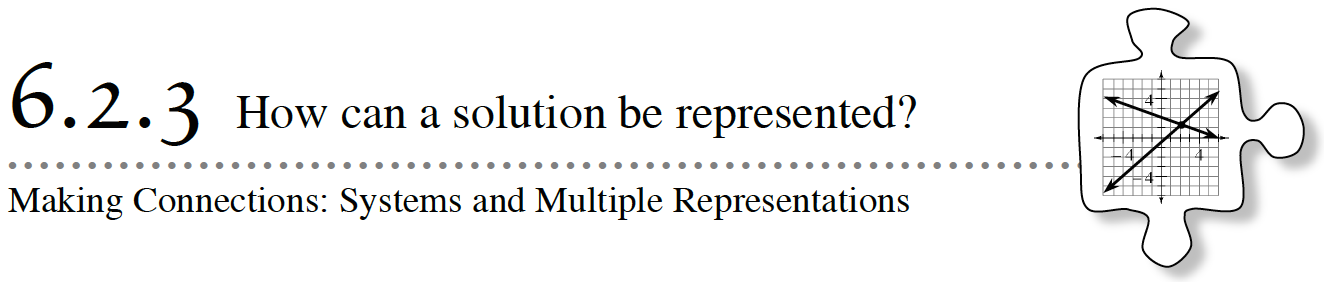 6.2.3 How can a solution be represented?
Making Connections: Systems and Multiple Representations
4
–4
4
–4